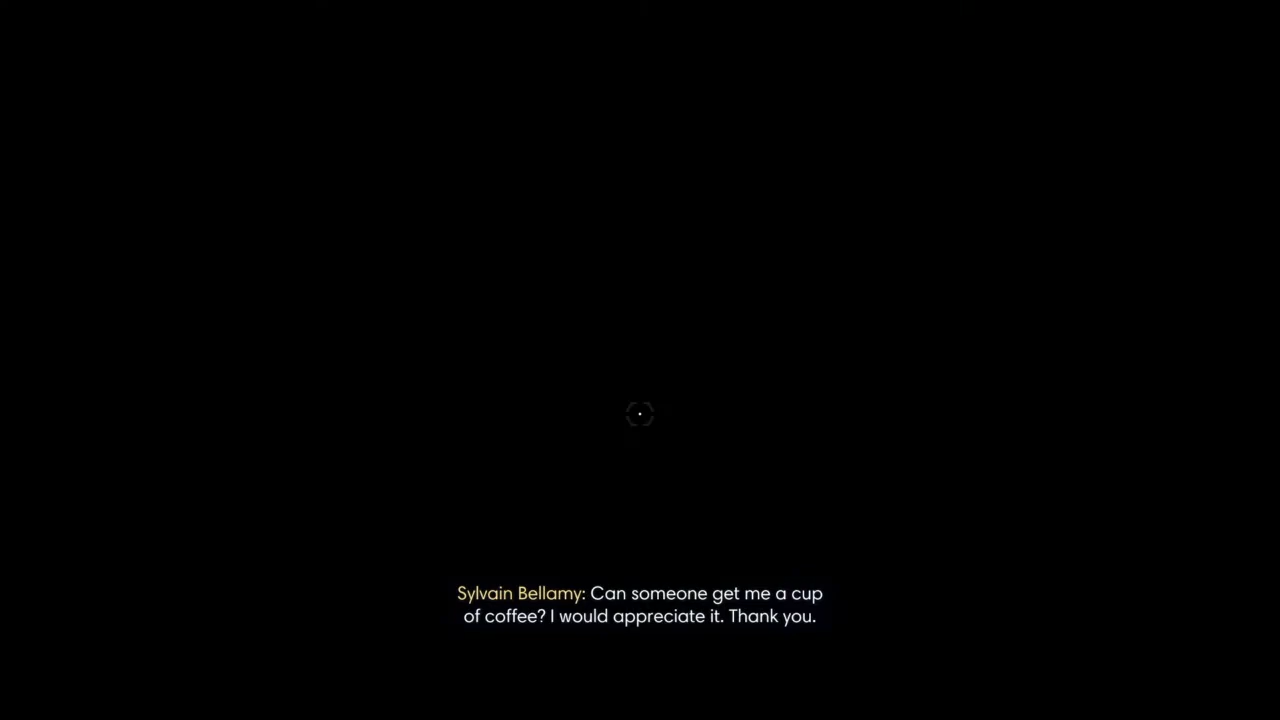 Sylvain Bellamy: Can someone get me a cup
of coffee? I would appreciate it. Thank you.